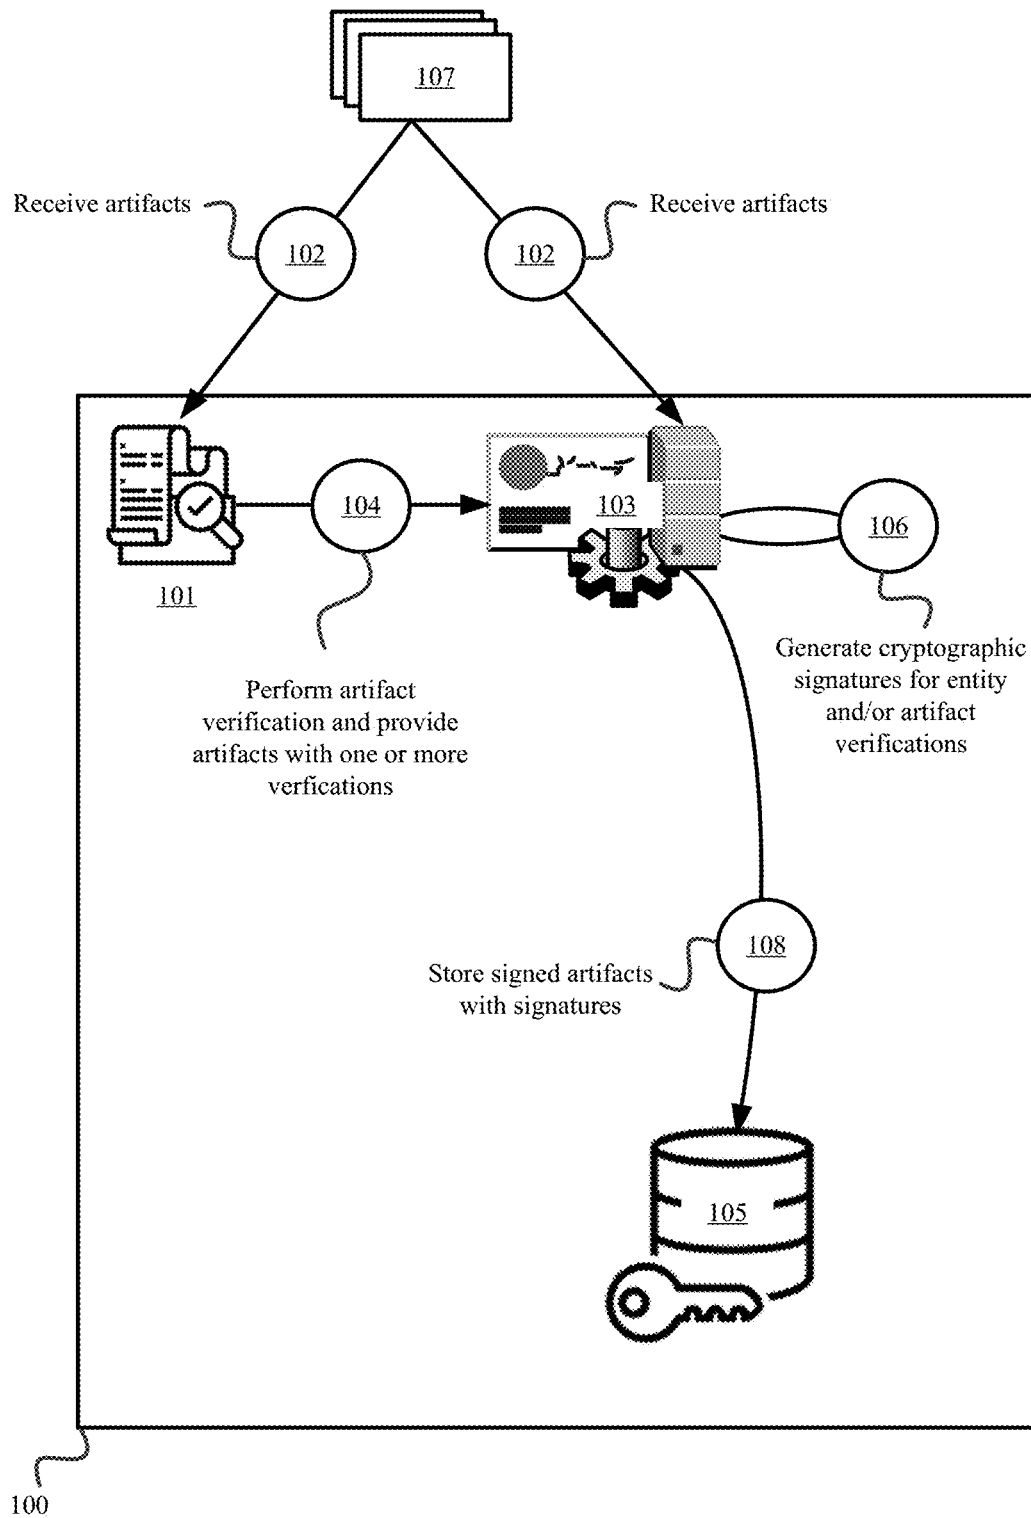 107
Receive artifacts
Receive artifacts
102
102
103
104
106
101
Generate cryptographic
signatures for entity
and/or artifact
verifications
Perform artifact
verification and provide
artifacts with one or more
verfications
108
Store signed artifacts
with signatures
105
100